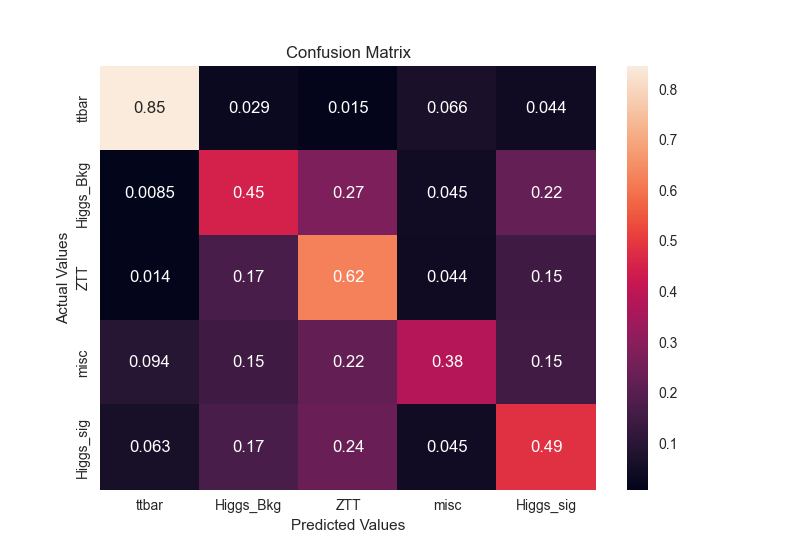 Confusion Matrix
ttbar 0.85 0.029 0.015 0.066 0.044
Higgs_Bkg 0.0085 0.45 0.27 0.045 0.22
ZTT 0.014 0.17 0.62 0.044 0.15
misc 0.094 0.15 0.22 0.38 0.15
Higgs_sig 0.063 0.17 0.24 0.045 0.49
Actual Values
ttbar Higgs_Bkg ZTT misc Higgs_sig
Predicted Values
0.8
0.7
0.6
0.5
0.4
0.3
0.2
0.1